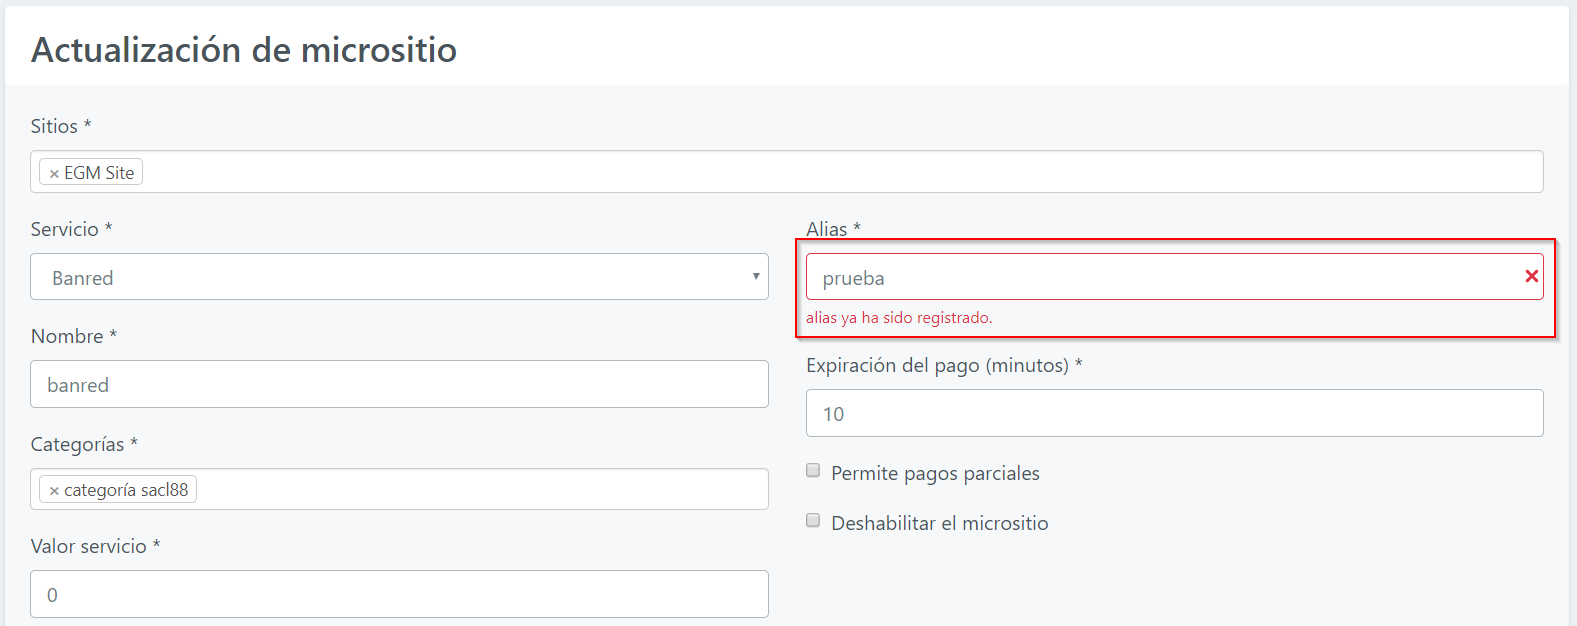 Actualización de micrositio
Sitios *
× EGM Site
Servicio *
Banred
Nombre *
banred
Categorías *
× categoría sacl88
Valor servicio *
0
Alias *
prueba
alias ya ha sido registrado.
Expiración del pago (minutos) *
10
Permite pagos parciales
Deshabilitar el micrositio